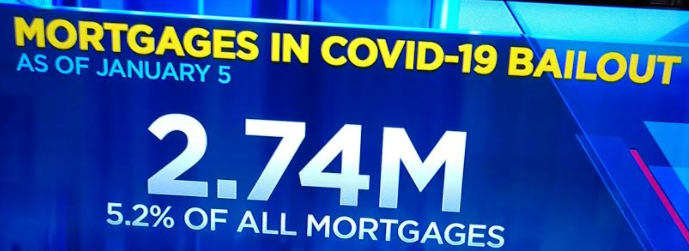 MORTGAGES IN COVID-19 BAILOUT
AS OF JANUARY 5
2.74M
5.2% OF ALL MORTGAGES